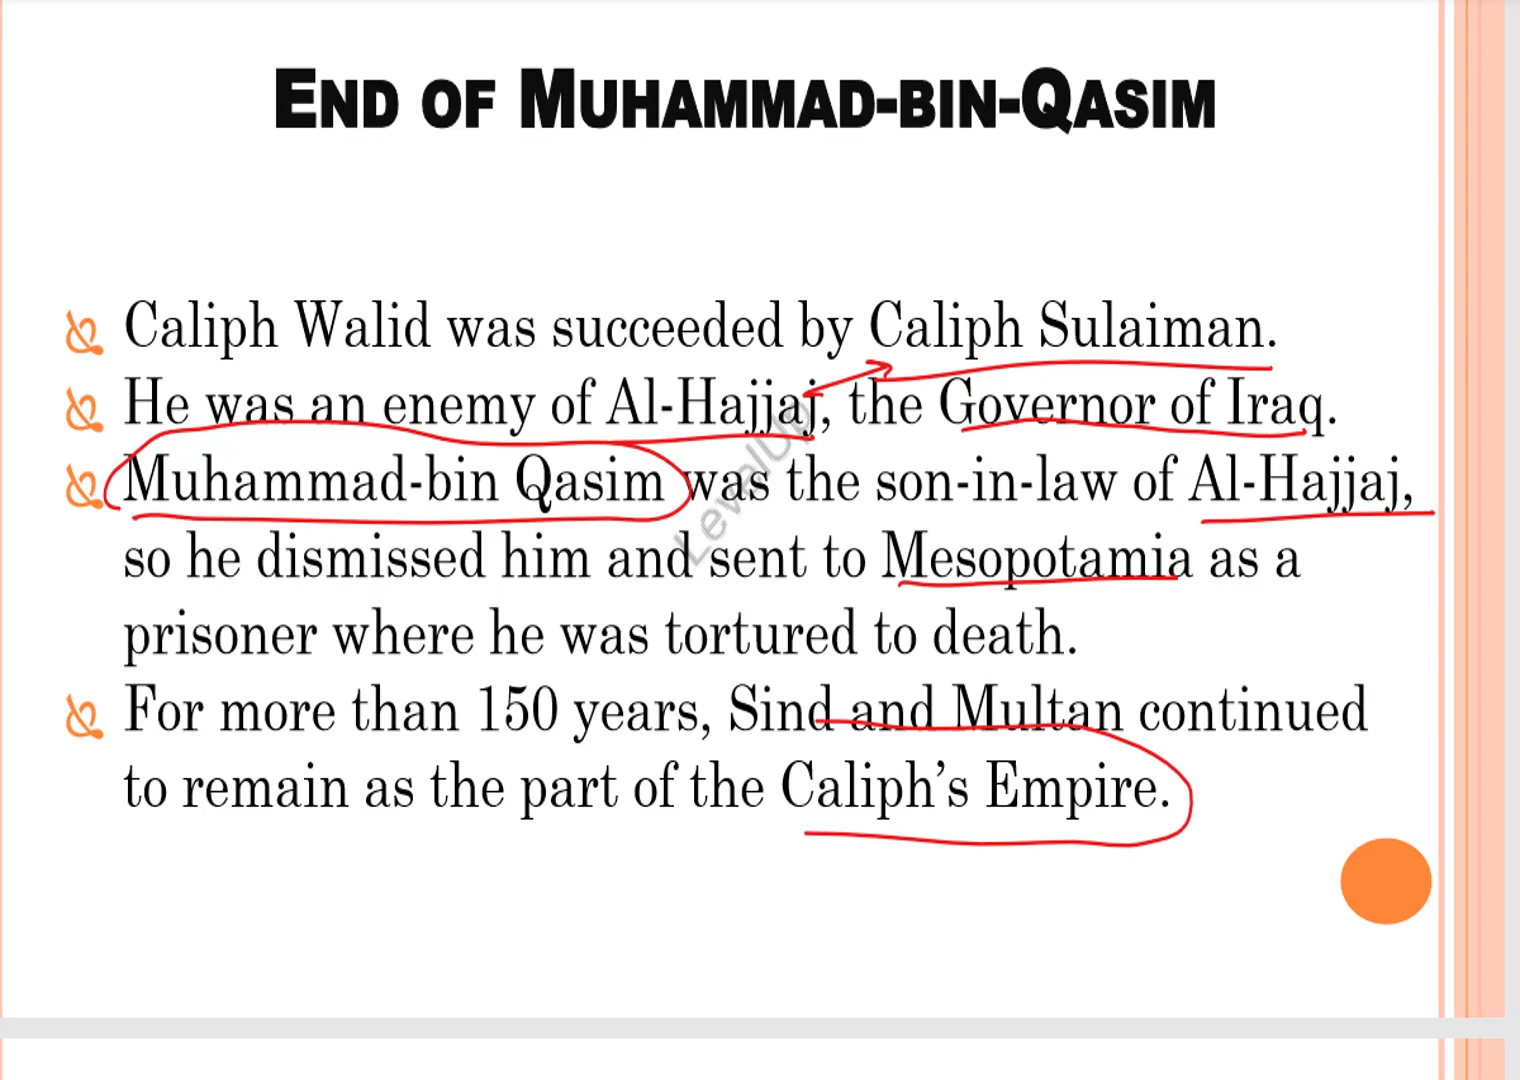 END OF MUHAMMAD-BIN-QASIM
Caliph Walid was succeeded by Caliph Sulaiman.
He was an enemy of Al-Hajjaj, the Governor of Iraq.
Muhammad-bin Qasim was the son-in-law of Al-Hajjaj,
so he dismissed him and sent to Mesopotamia as a
prisoner where he was tortured to death.
For more than 150 years, Sind and Multan continued
to remain as the part of the Caliph's Empire.
LevelUp